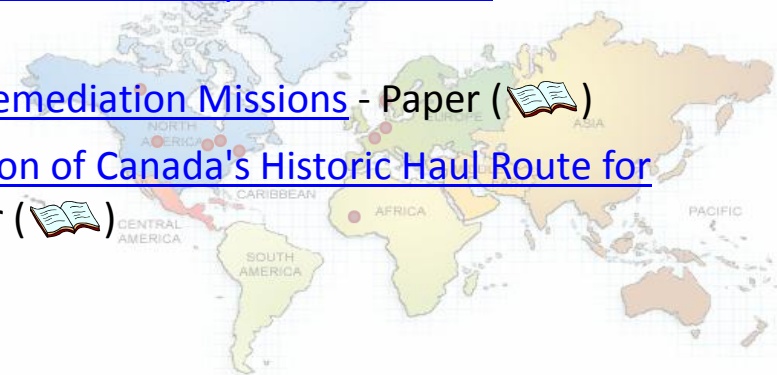 emediation Missions - Paper ( )
on of Canada's Historic Haul Route for
r ( )
NORTH
AMERICA
EUROPE
ASIA
CARIBBEAN
CENTRAL
AMERICA
AFRICA
PACIFIC
SOUTH
AMERICA